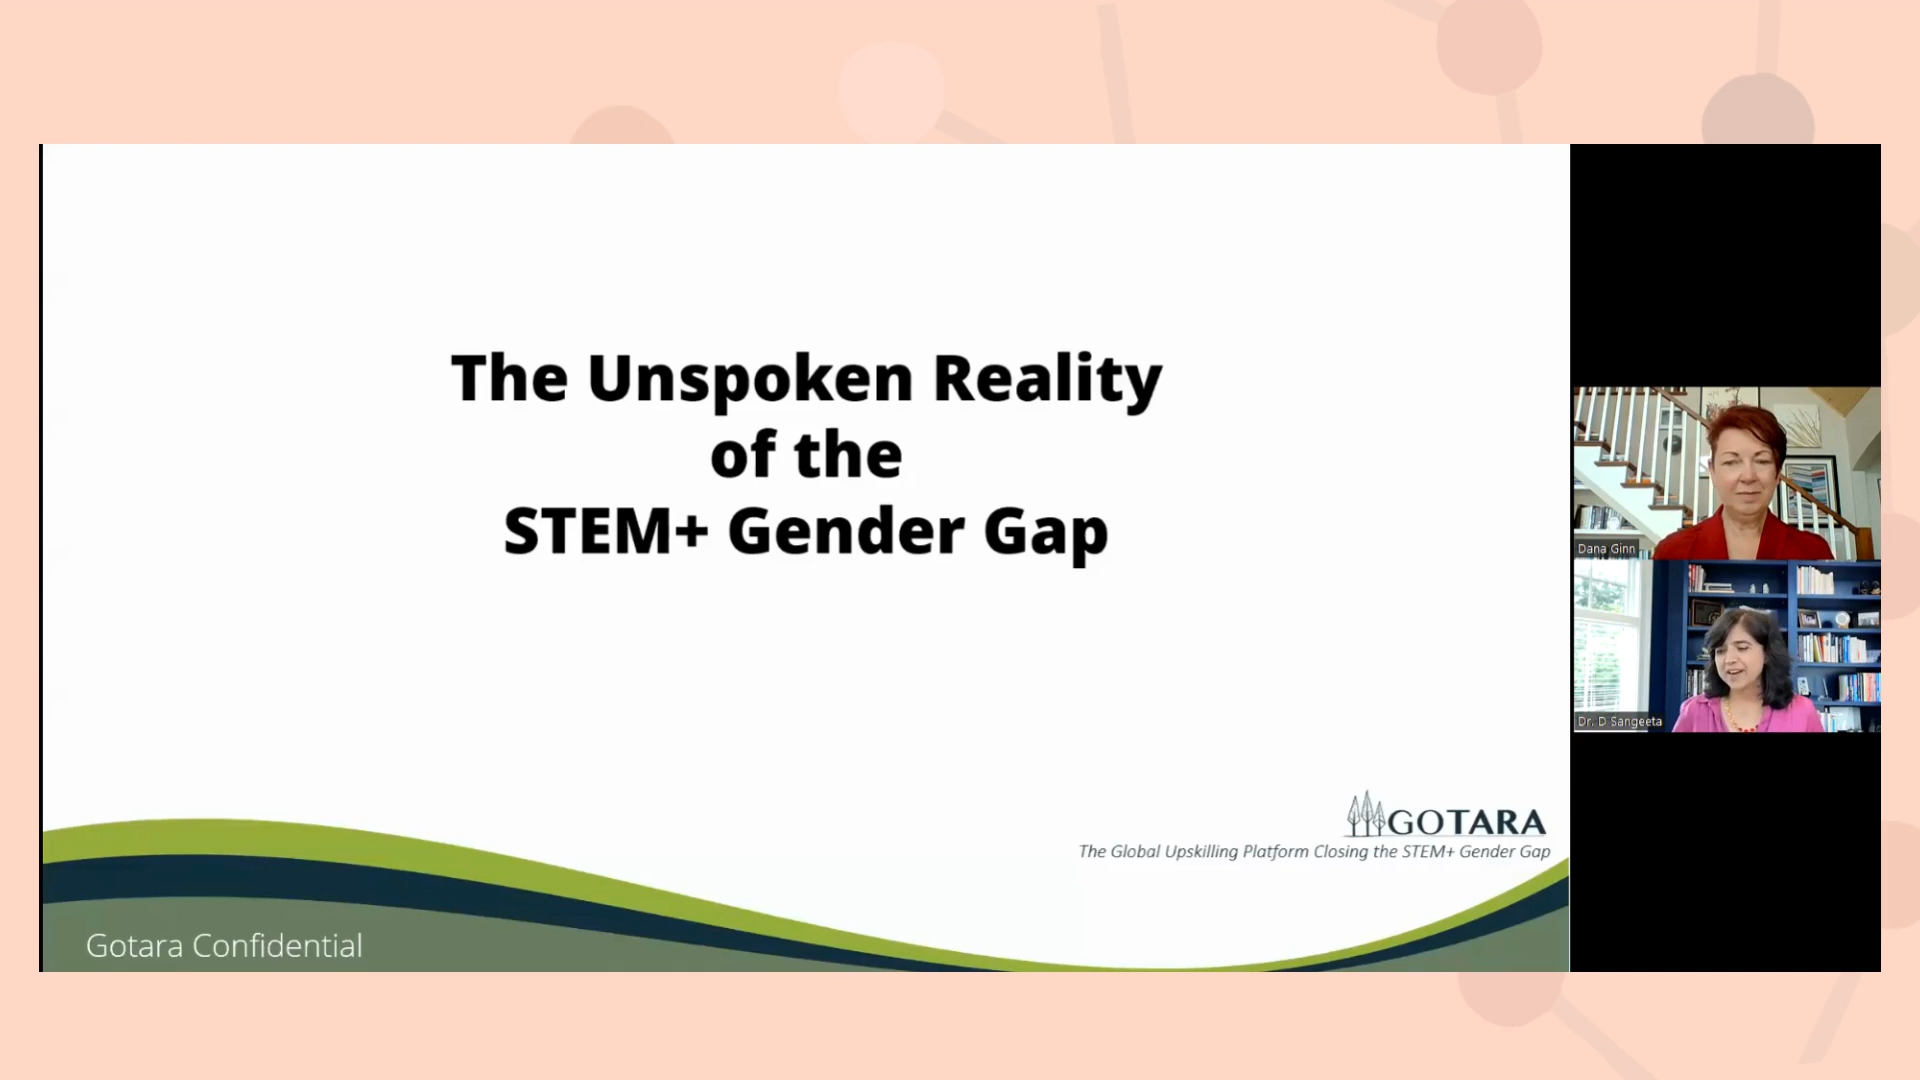 The Unspoken Reality
of the
STEM+ Gender Gap
GOTARA
The Global Upskilling Platform Closing the STEM+ Gender Gap
Gotara Confidential
Dana Ginn
Dr. D Sangeeta